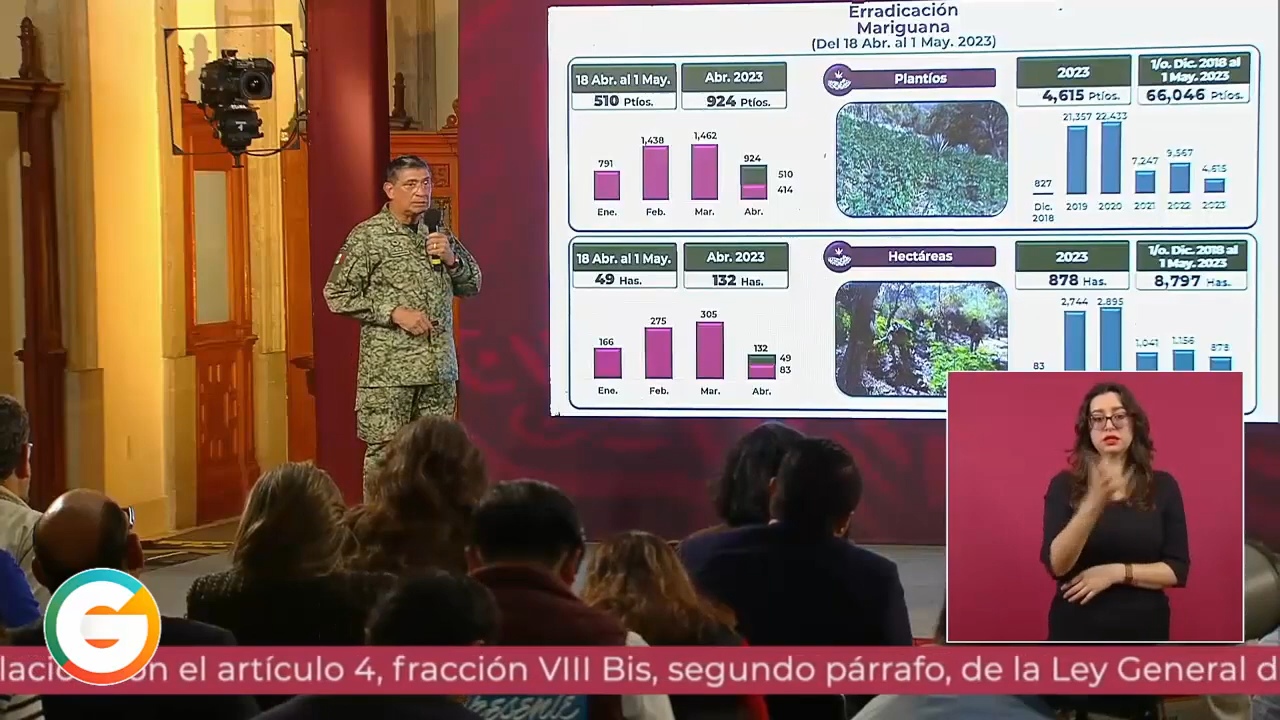 Erradicación
Mariguana
(Del 18 Abr. al 1 May. 2023)
18 Abr. al 1 May.
510 Ptíos.
Abr. 2023
924 Ptíos.
Plantíos
2023
4,615 Ptíos.
1/o. Dic. 2018 al
1 May. 2023
66,046 Ptíos.
791
1,438
1,462
924
510
414
Ene.
Feb.
Mar.
Abr.
827
21,357
22,433
7,247
9,567
4,615
Dic.
2018
2019
2020
2021
2022
2023
18 Abr. al 1 May.
49 Has.
Abr. 2023
132 Has.
Hectáreas
2023
878 Has.
1/o. Dic. 2018 al
1 May. 2023
8,797 Has.
166
275
305
132
49
83
Ene.
Feb.
Mar.
Abr.
83
2,744
2,895
1,041
1,156
878
G
el artículo 4, fracción VIII Bis, segundo párrafo, de la Ley General d